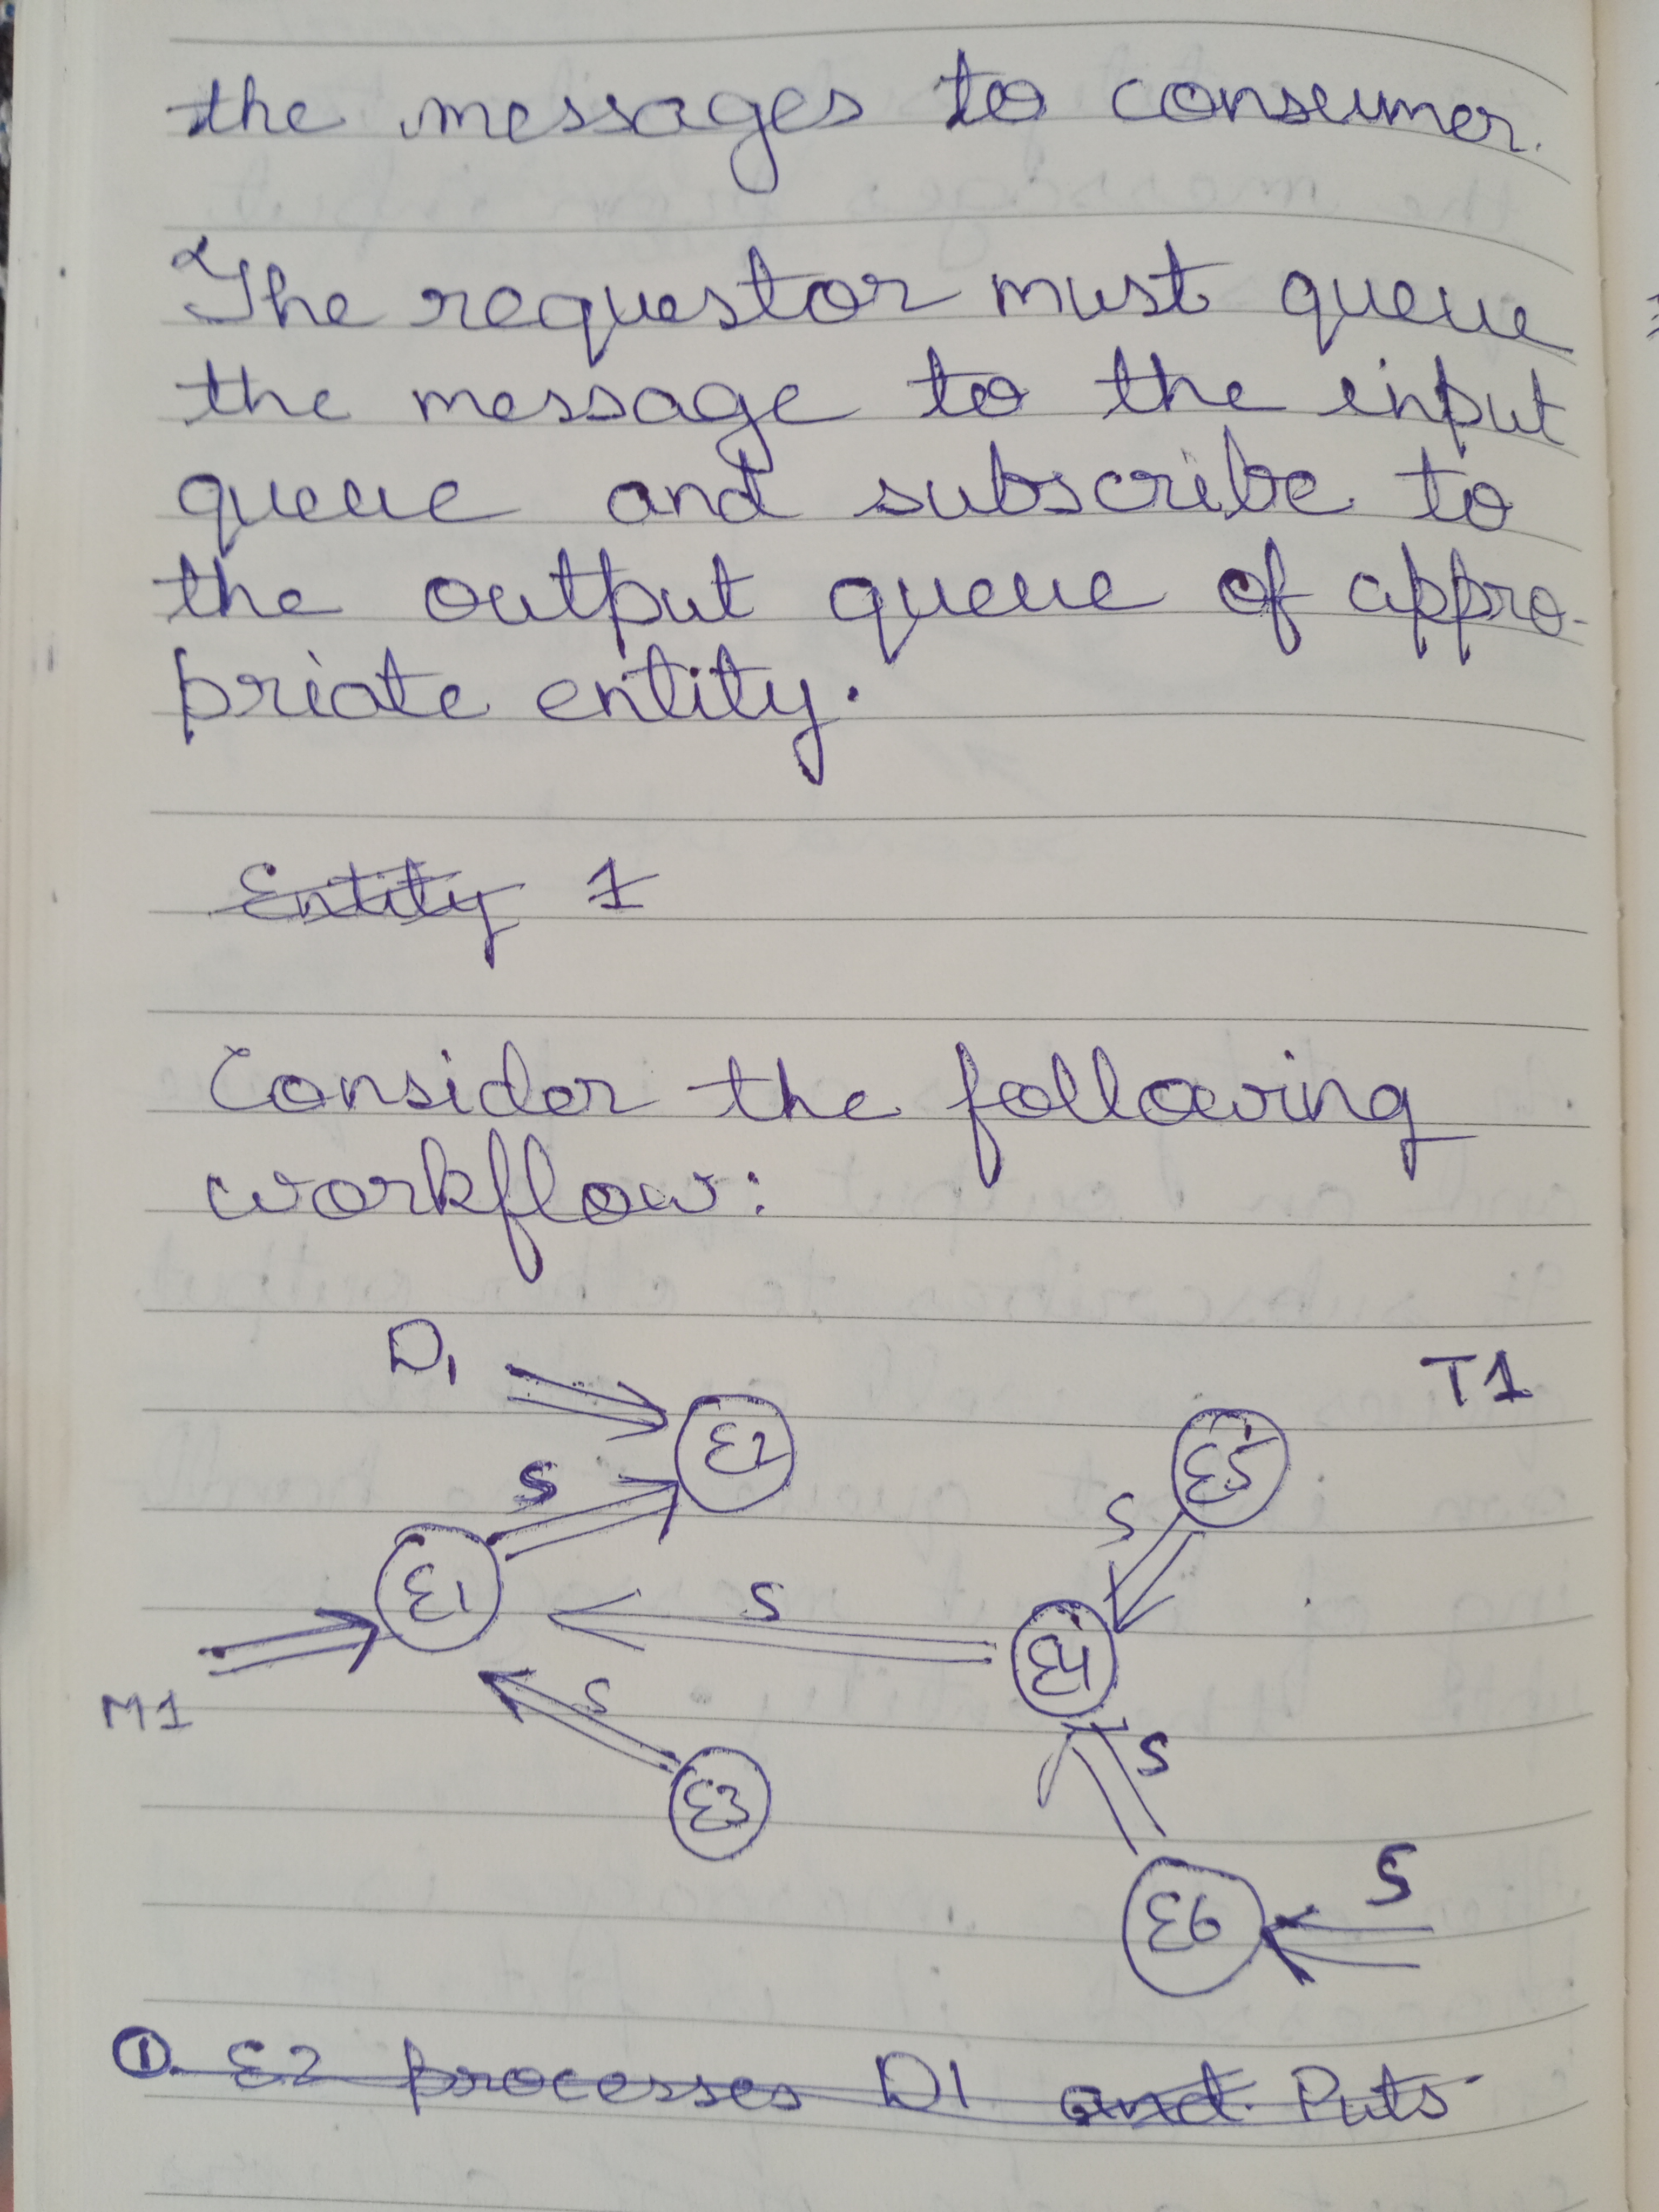 the messages to consumer.
The requestor must queue
the message to the input
queue and subscribe to
the output queue of appro-
priate entity.
Entity 1
Consider the following
workflow:
D1
T1
E2
E5
S
S
E1
S
E4
M1
S
S
E3
S
E6
① E2 processes D1 and Puts